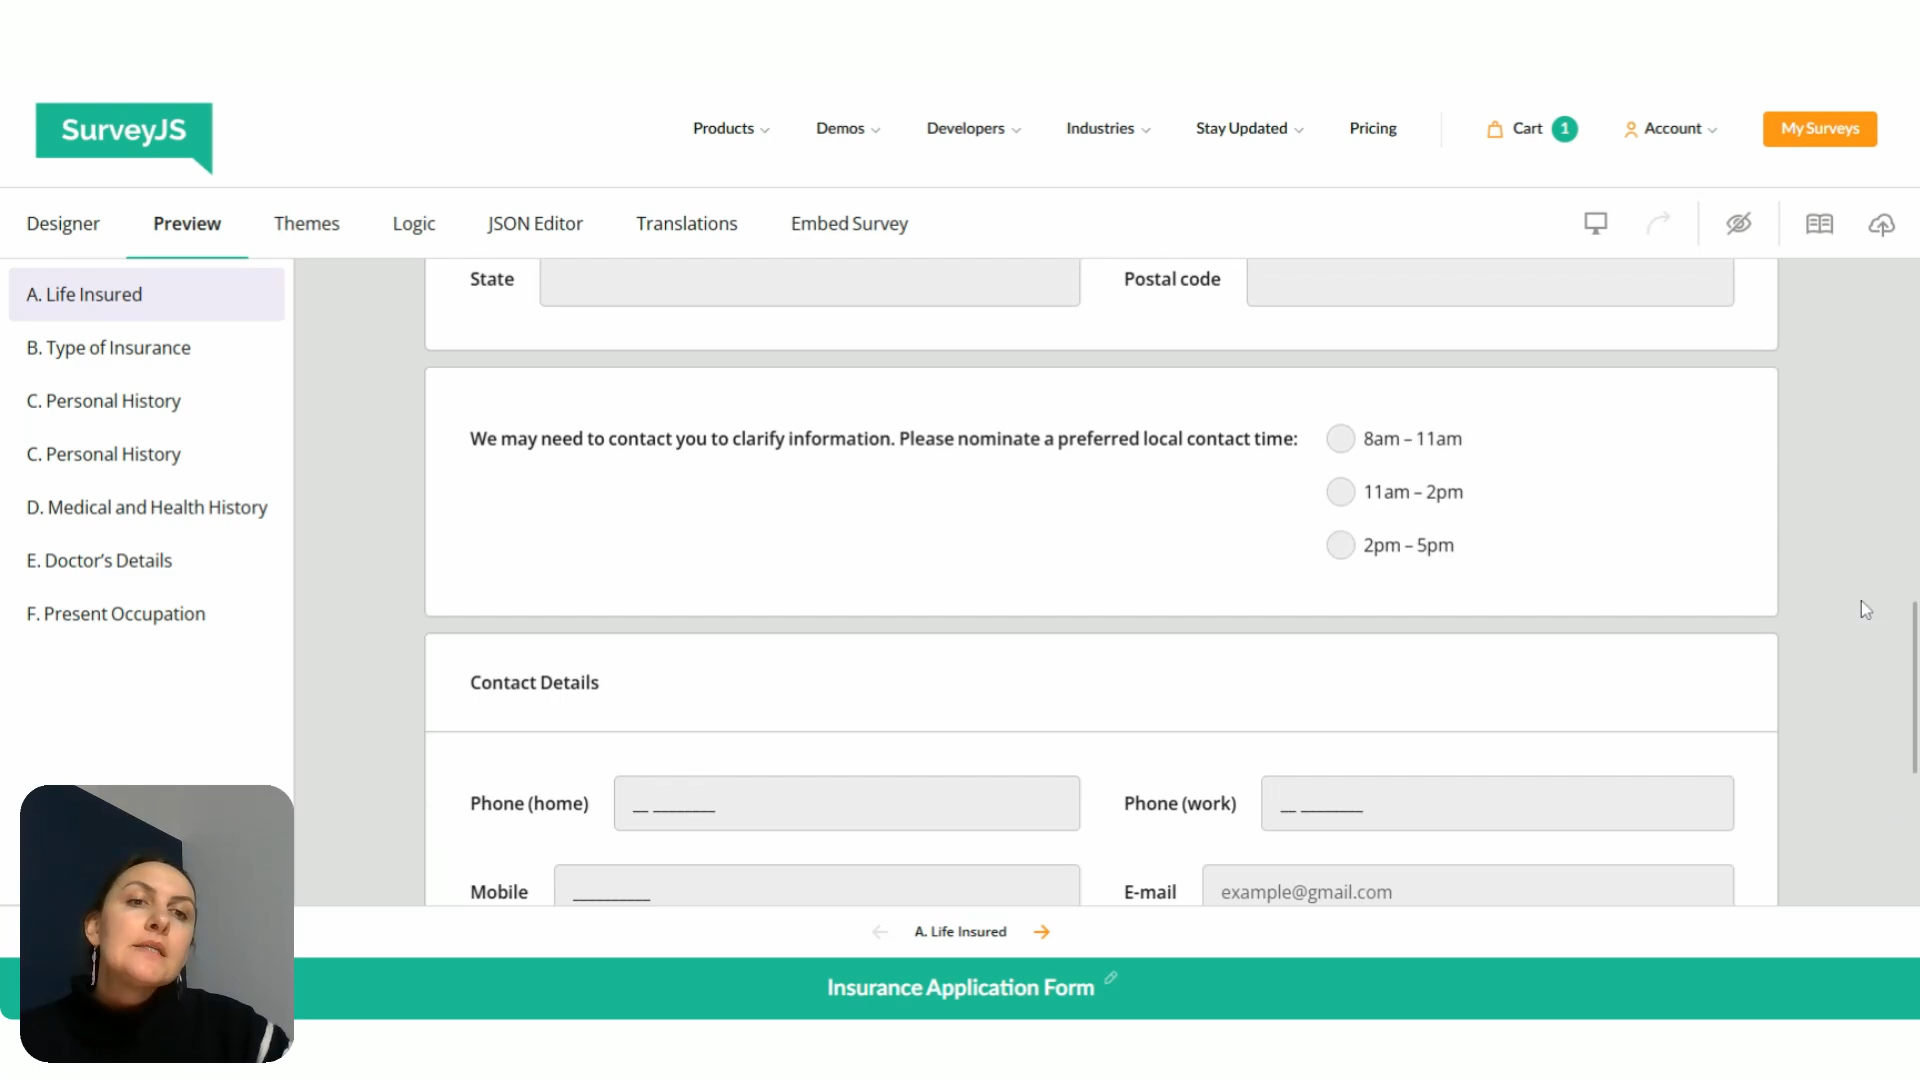 SurveyJS
Products
Demos
Developers
Industries
Stay Updated
Pricing
Cart 1
Account
My Surveys
Designer
Preview
Themes
Logic
JSON Editor
Translations
Embed Survey
A. Life Insured
B. Type of Insurance
C. Personal History
C. Personal History
D. Medical and Health History
E. Doctor’s Details
F. Present Occupation
State
Postal code
We may need to contact you to clarify information. Please nominate a preferred local contact time:
8am – 11am
11am – 2pm
2pm – 5pm
Contact Details
Phone (home)
Phone (work)
Mobile
E-mail
example@gmail.com
A. Life Insured
Insurance Application Form